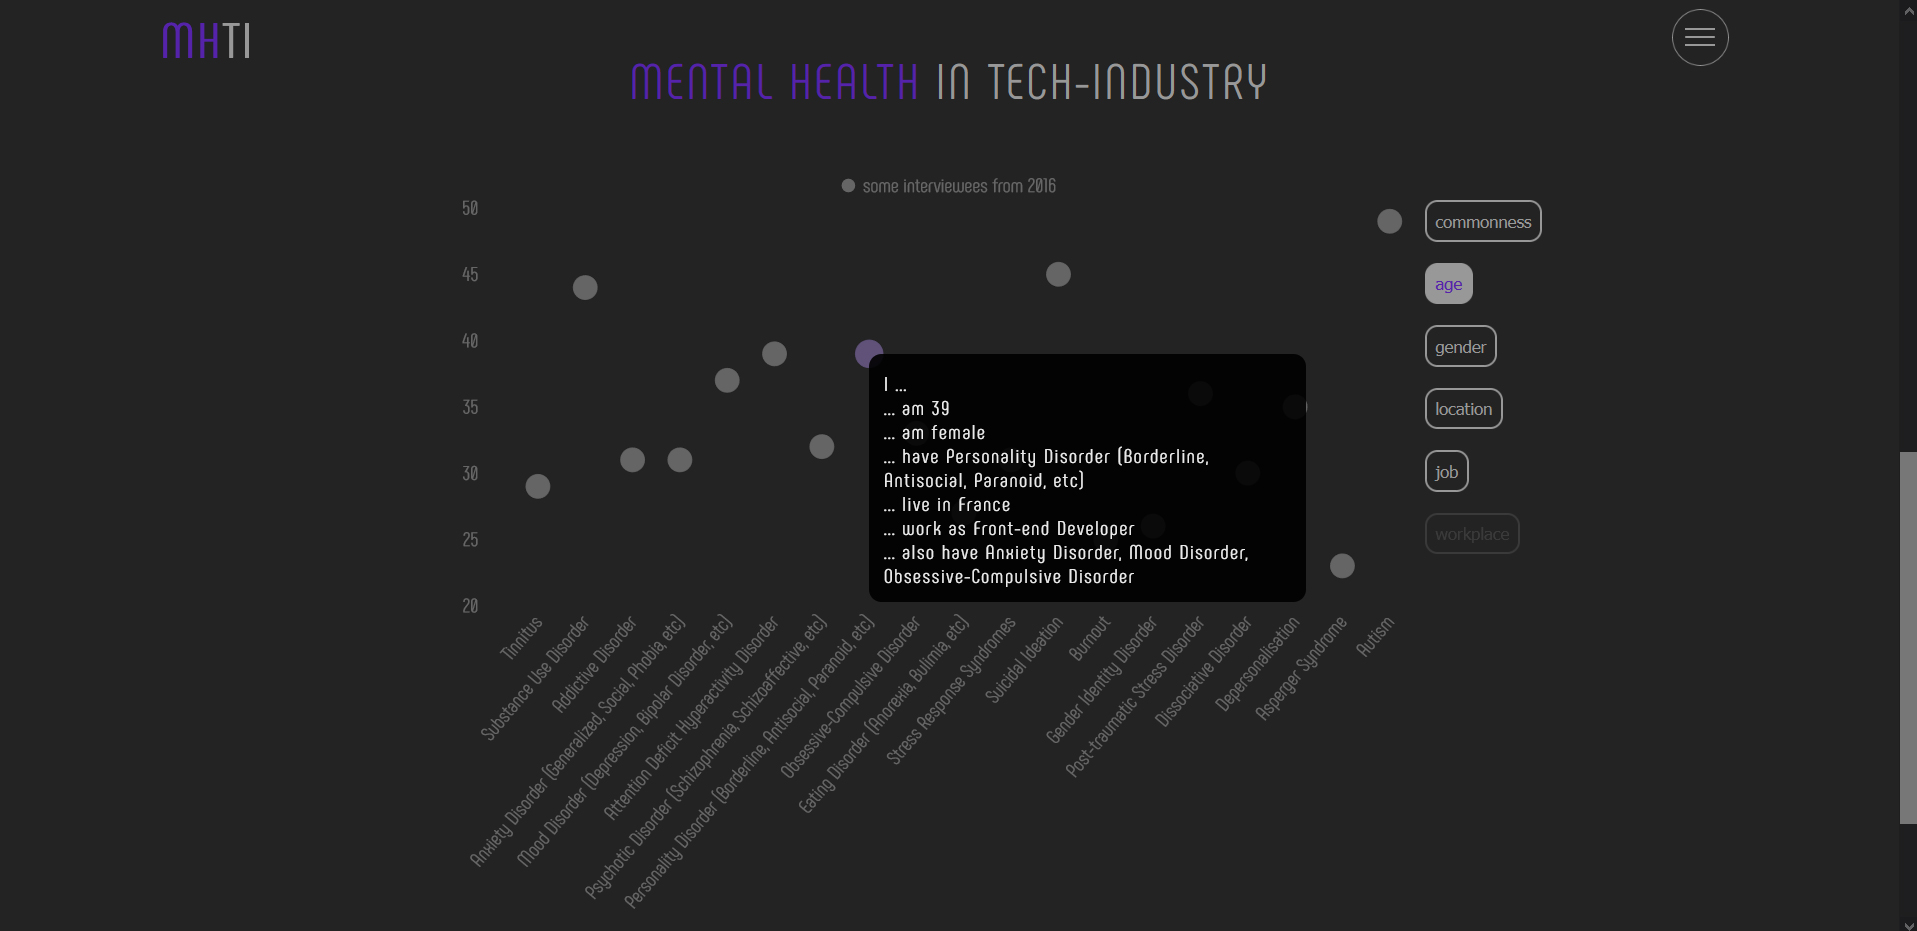 MHTI
MENTAL HEALTH IN TECH-INDUSTRY
some interviewees from 2016
50
45
40
35
30
25
20
commonness
age
gender
location
job
workplace
I ...
... am 39
... am female
... have Personality Disorder (Borderline,
Antisocial, Paranoid, etc)
... live in France
... work as Front-end Developer
... also have Anxiety Disorder, Mood Disorder,
Obsessive-Compulsive Disorder
Tinnitus
Substance Use Disorder
Addictive Disorder
Anxiety Disorder (Generalized, Social, Phobia, etc)
Mood Disorder (Depression, Bipolar Disorder, etc)
Attention Deficit Hyperactivity Disorder
Psychotic Disorder (Schizophrenia, Schizoaffective, etc)
Personality Disorder (Borderline, Antisocial, Paranoid, etc)
Obsessive-Compulsive Disorder
Eating Disorder (Anorexia, Bulimia, etc)
Stress Response Syndromes
Suicidal Ideation
Burnout
Gender Identity Disorder
Post-traumatic Stress Disorder
Dissociative Disorder
Depersonalisation
Asperger Syndrome
Autism